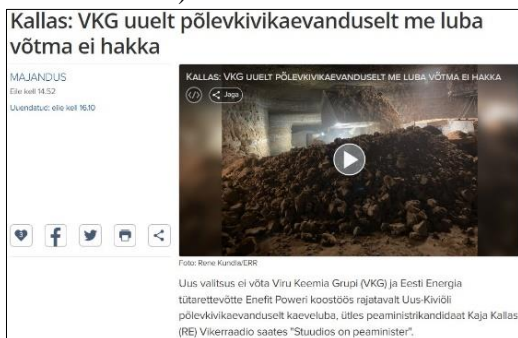 Kallas: VKG uuelt põlevkivikaevanduselt me luba
võtma ei hakka
MAJANDUS
Eile kell 14.52
Uuendatud: eile kell 16.10
KALLAS: VKG UUELT PÕLEVKIVIKAEVANDUSELT ME LUBA VÕTMA EI HAKKA
Jaga
Foto: Rene Kundla/ERR
Uus valitsus ei võta Viru Keemia Grupi (VKG) ja Eesti Energia
tütarettevõtte Enefit Poweri koostöös rajatavalt Uus-Kiviõli
põlevkivikaevanduselt kaeveluba, ütles peaministrikandidaat Kaja Kallas
(RE) Vikerraadio saates "Stuudios on peaminister".